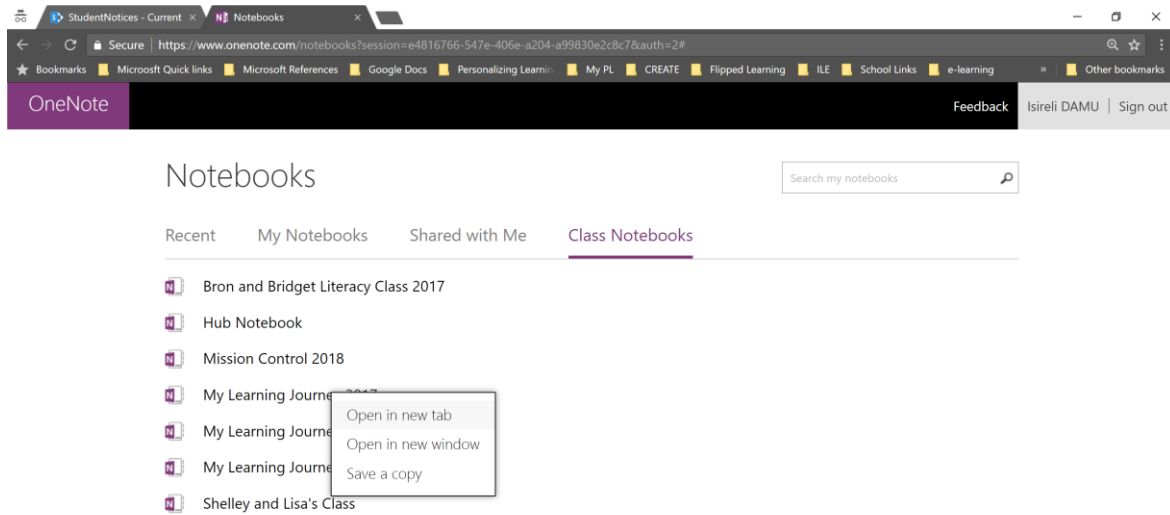 StudentNotices - Current
Notebooks
Secure | https://www.onenote.com/notebooks?session=e4816766-547e-406e-a204-a99830e2c8c7&auth=2#
Bookmarks Microosft Quick links Microsoft References Google Docs Personalizing Learnin My PL CREATE Flipped Learning ILE School Links e-learning » Other bookmarks
OneNote Feedback Isireli DAMU | Sign out
Notebooks
Search my notebooks
Recent My Notebooks Shared with Me Class Notebooks
Bron and Bridget Literacy Class 2017
Hub Notebook
Mission Control 2018
My Learning Journey 2017
Open in new tab
My Learning Journe
Open in new window
My Learning Journe
Save a copy
Shelley and Lisa's Class